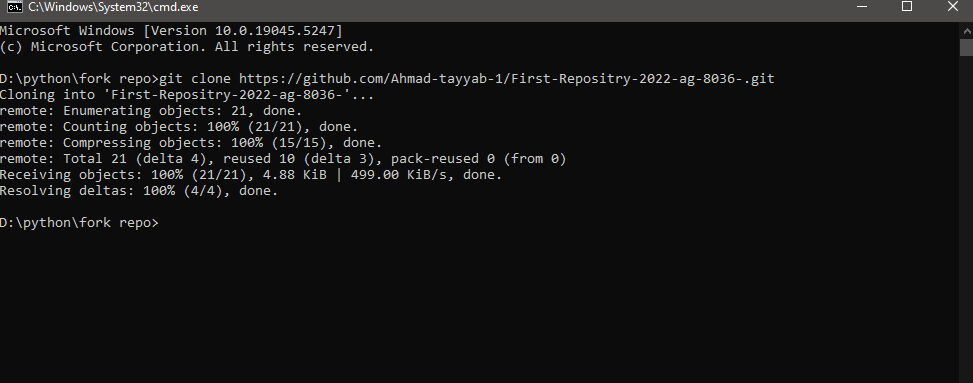 C:\Windows\System32\cmd.exe
Microsoft Windows [Version 10.0.19045.5247]
(c) Microsoft Corporation. All rights reserved.
D:\python\fork repo>git clone https://github.com/Ahmad-tayyab-1/First-Repositry-2022-ag-8036-.git
Cloning into 'First-Repositry-2022-ag-8036-'...
remote: Enumerating objects: 21, done.
remote: Counting objects: 100% (21/21), done.
remote: Compressing objects: 100% (15/15), done.
remote: Total 21 (delta 4), reused 10 (delta 3), pack-reused 0 (from 0)
Receiving objects: 100% (21/21), 4.88 KiB | 499.00 KiB/s, done.
Resolving deltas: 100% (4/4), done.
D:\python\fork repo>